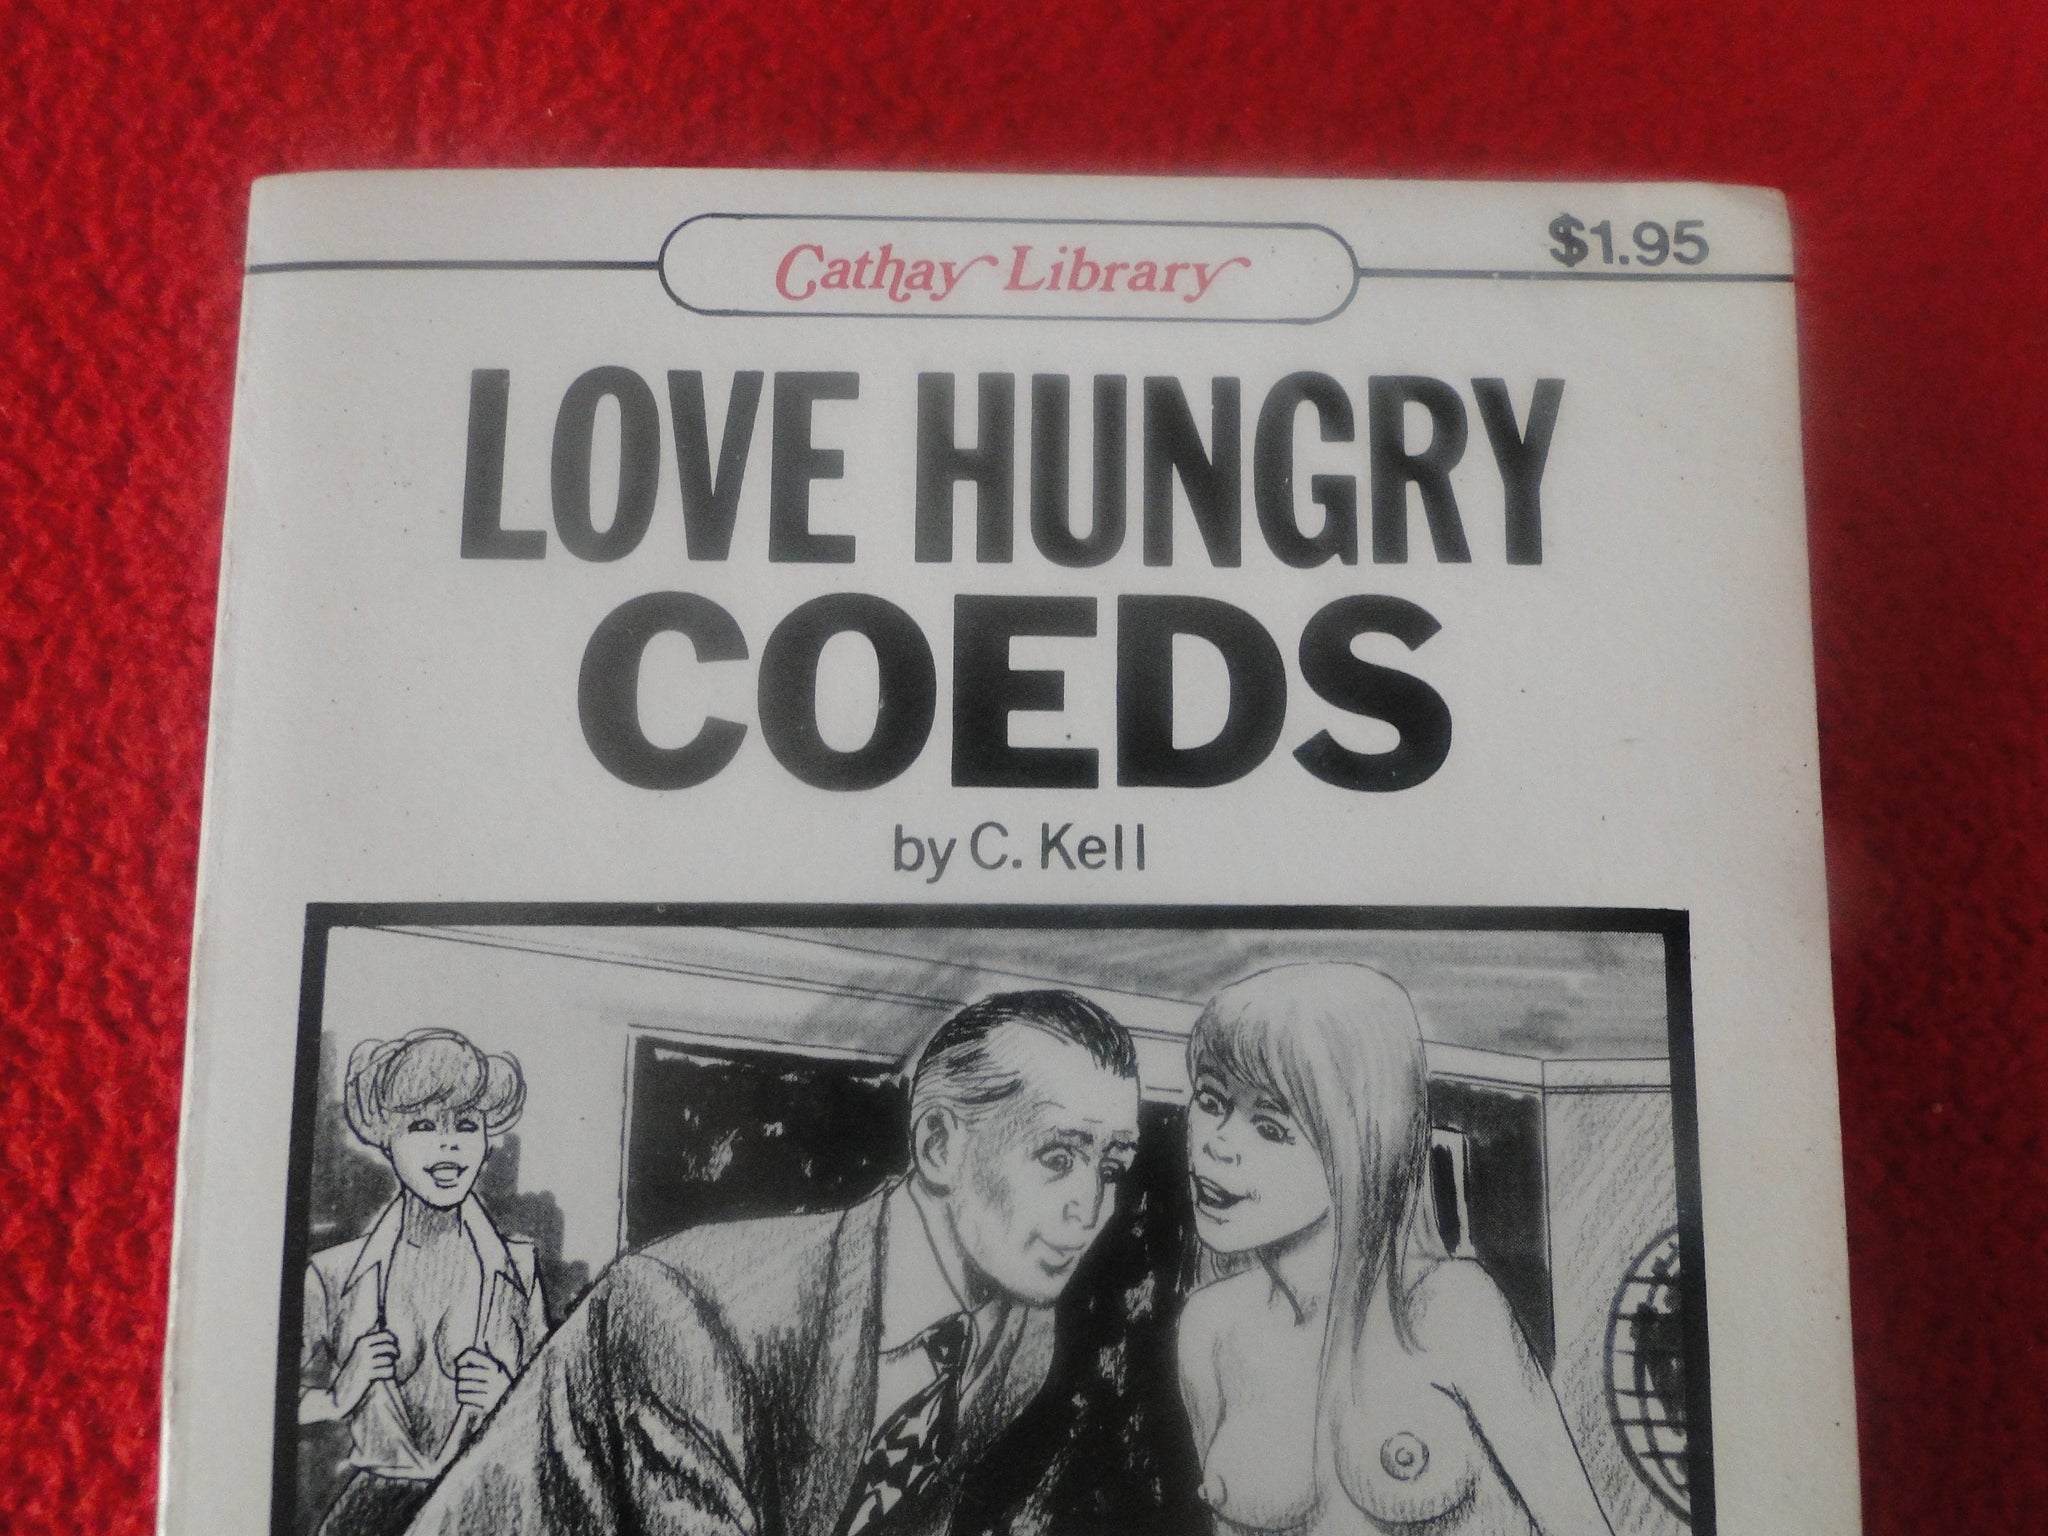 Cathay Library
$1.95
LOVE HUNGRY
COEDS
by C. Kell